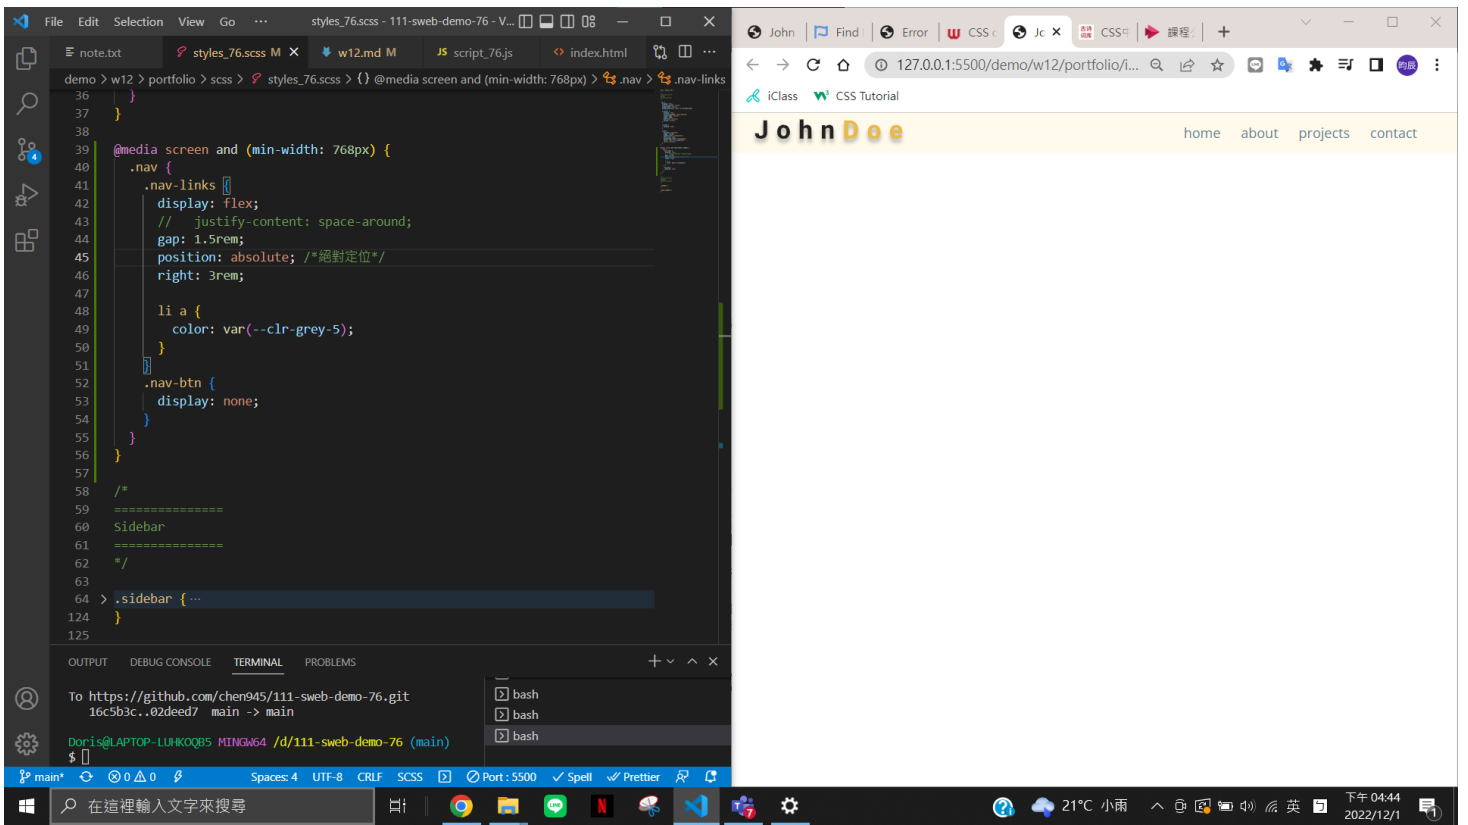 File Edit Selection View Go ··· styles_76.scss - 111-sweb-demo-76 - V...
note.txt styles_76.scss M w12.md M JS script_76.js index.html
demo > w12 > portfolio > scss > styles_76.scss > {} @media screen and (min-width: 768px) > .nav > .nav-links
36 }
37 }
38
39 @media screen and (min-width: 768px) {
40 .nav {
41 .nav-links {
42 display: flex;
43 // justify-content: space-around;
44 gap: 1.5rem;
45 position: absolute; /*絕對定位*/
46 right: 3rem;
47
48 li a {
49 color: var(--clr-grey-5);
50 }
51 }
52 .nav-btn {
53 display: none;
54 }
55 }
56 }
57
58 /*
59 ===============
60 Sidebar
61 ===============
62 */
63
64 > .sidebar { ···
124 }
125
OUTPUT DEBUG CONSOLE TERMINAL PROBLEMS
To https://github.com/chen945/111-sweb-demo-76.git
16c5b3c..02deed7 main -> main
Doris@LAPTOP-LUHKOQB5 MINGW64 /d/111-sweb-demo-76 (main)
$
bash
bash
bash
main* 0 0 Spaces: 4 UTF-8 CRLF SCSS Port : 5500 Spell Prettier
John Find Error CSS Jc CSS 課程
127.0.0.1:5500/demo/w12/portfolio/i...
昀辰
iClass CSS Tutorial
JohnDoe home about projects contact
在這裡輸入文字來搜尋
21°C 小雨
英
下午 04:44
2022/12/1